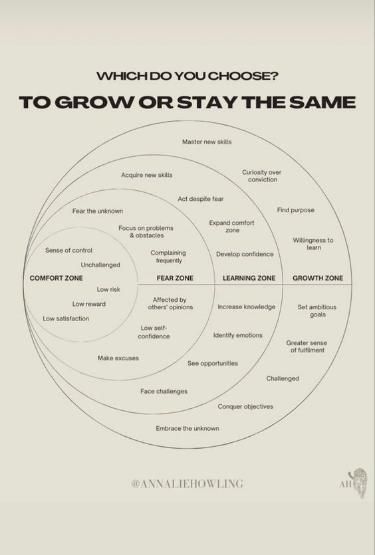 WHICH DO YOU CHOOSE?
TO GROW OR STAY THE SAME
Master new skills
Acquire new skills
Curiosity over
conviction
Act despite fear
Fear the unknown
Find purpose
Expand comfort
zone
Focus on problems
& obstacles
Willingness to
learn
Sense of control
Complaining
frequently
Develop confidence
Unchallenged
COMFORT ZONE
FEAR ZONE
LEARNING ZONE
GROWTH ZONE
Low risk
Low reward
Affected by
others' opinions
Increase knowledge
Set ambitious
goals
Low satisfaction
Low self-
confidence
Identify emotions
Greater sense
of fulfilment
Make excuses
See opportunities
Challenged
Face challenges
Conquer objectives
Embrace the unknown
@ANNALIEHOWLING
AH